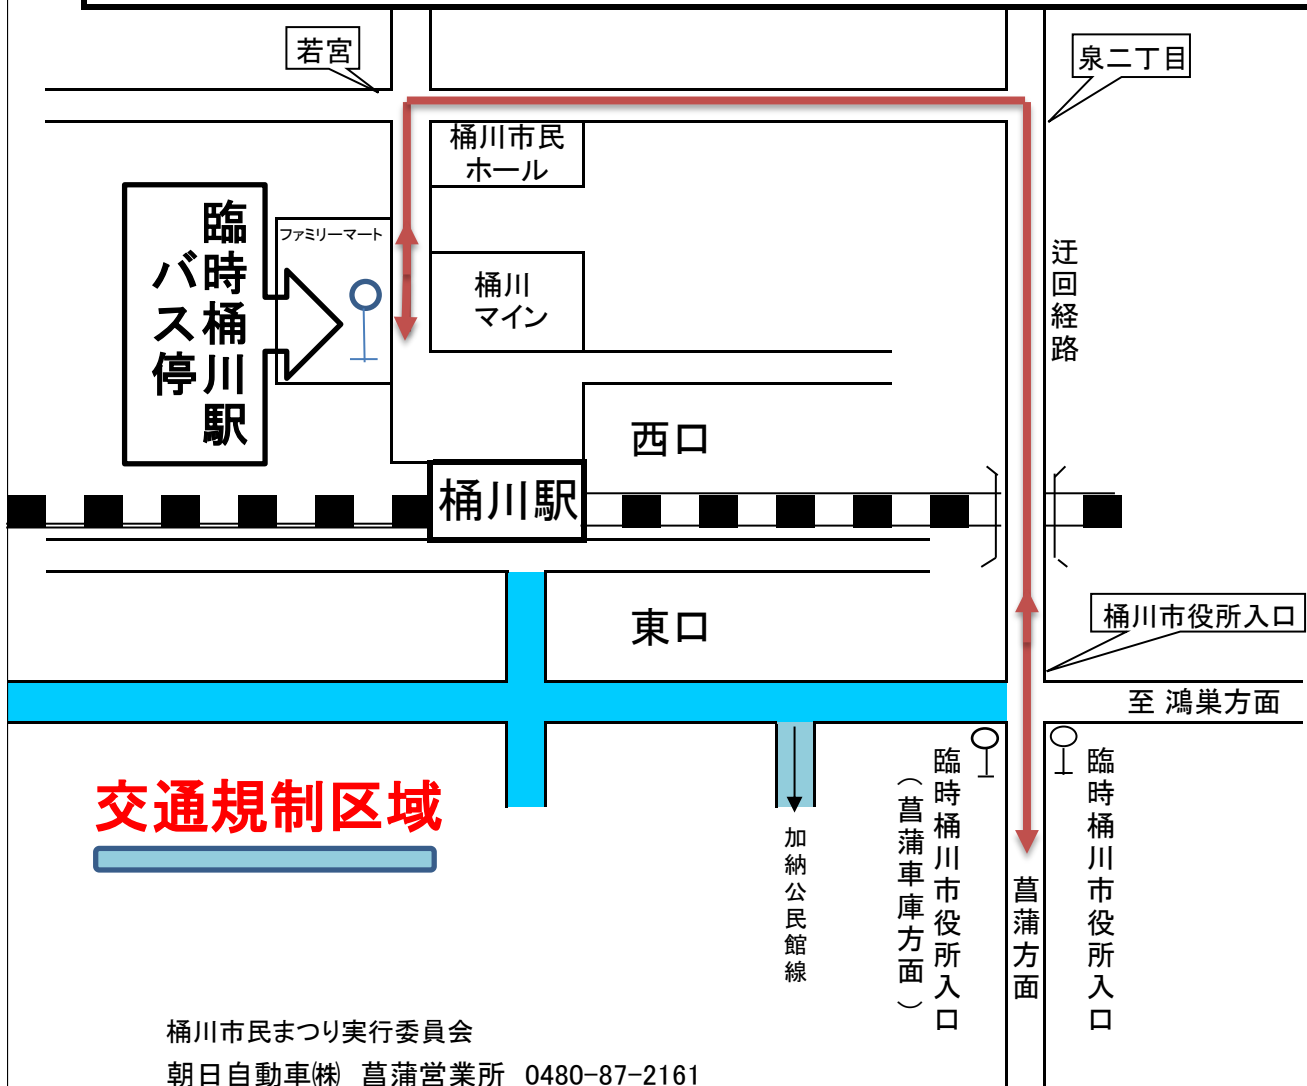 若宮
泉二丁目
桶川市民
ホール
臨時桶川駅
バス停
ファミリーマート
桶川
マイン
迂回経路
西口
桶川駅
東口
桶川市役所入口
至 鴻巣方面
交通規制区域
加納公民館線
臨時桶川市役所入口
（菖蒲車庫方面）
菖蒲方面
臨時桶川市役所入口
桶川市民まつり実行委員会
朝日自動車㈱ 菖蒲営業所 0480-87-2161